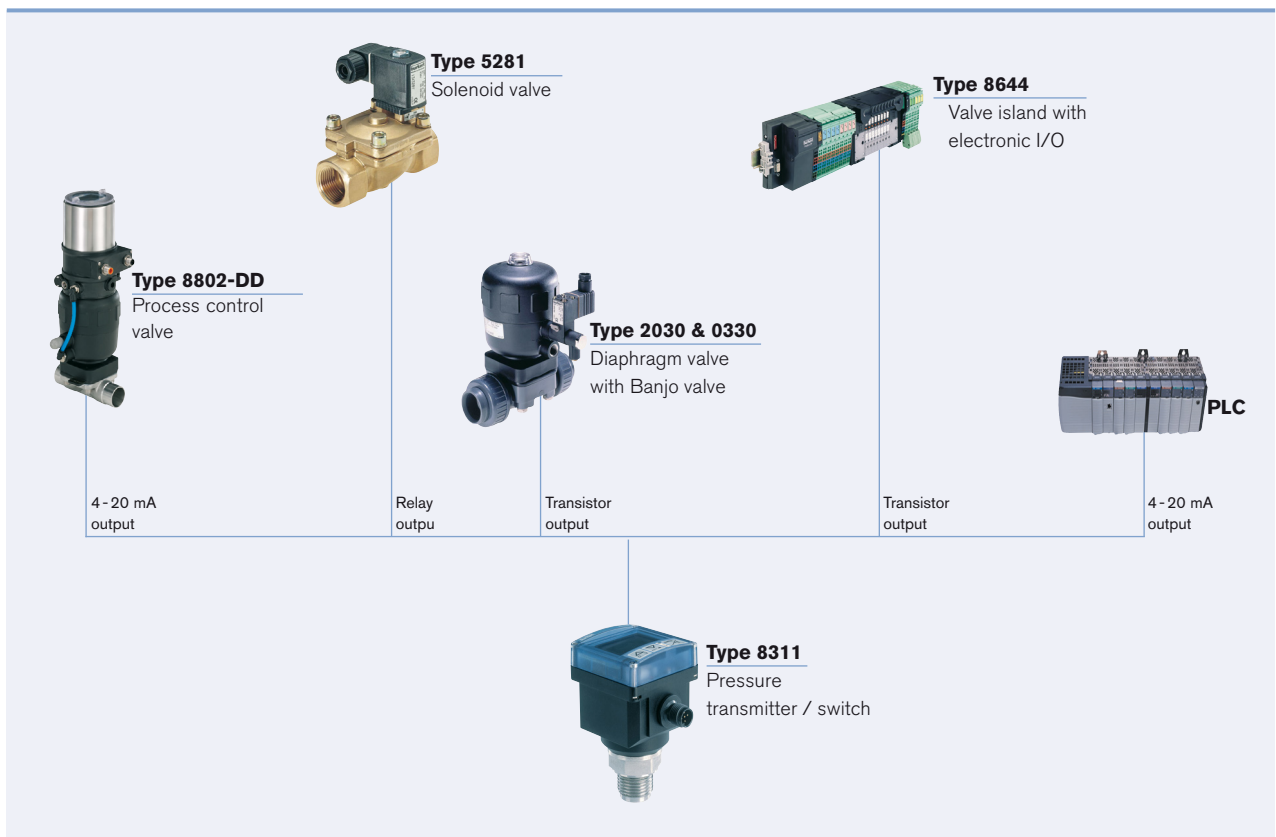 Type 5281
Solenoid valve
Type 8644
Valve island with
electronic I/O
Type 8802-DD
Process control
valve
Type 2030 & 0330
Diaphragm valve
with Banjo valve
PLC
4-20 mA
output
Relay
outpu
Transistor
output
Transistor
output
4-20 mA
output
Type 8311
Pressure
transmitter / switch